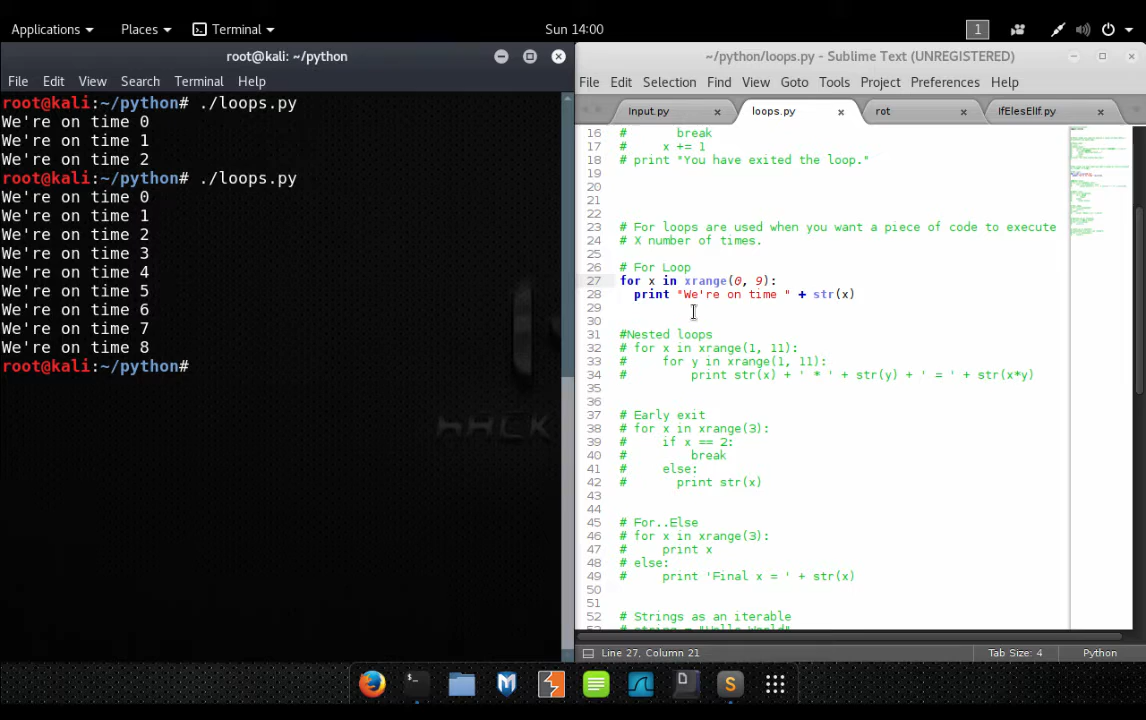 Applications Places Terminal Sun 14:00 1
root@kali: ~/python
File Edit View Search Terminal Help
root@kali:~/python# ./loops.py
We're on time 0
We're on time 1
We're on time 2
root@kali:~/python# ./loops.py
We're on time 0
We're on time 1
We're on time 2
We're on time 3
We're on time 4
We're on time 5
We're on time 6
We're on time 7
We're on time 8
root@kali:~/python#
HACK
~/python/loops.py - Sublime Text (UNREGISTERED)
File Edit Selection Find View Goto Tools Project Preferences Help
Input.py loops.py rot IfElesElIf.py
16 # break
17 # x += 1
18 # print "You have exited the loop."
19
20
21
22
23 # For loops are used when you want a piece of code to execute
24 # X number of times.
25
26 # For Loop
27 for x in xrange(0, 9):
28 print "We're on time " + str(x)
29
30
31 #Nested loops
32 # for x in xrange(1, 11):
33 # for y in xrange(1, 11):
34 # print str(x) + ' * ' + str(y) + ' = ' + str(x*y)
35
36
37 # Early exit
38 # for x in xrange(3):
39 # if x == 2:
40 # break
41 # else:
42 # print str(x)
43
44
45 # For..Else
46 # for x in xrange(3):
47 # print x
48 # else:
49 # print 'Final x = ' + str(x)
50
51
52 # Strings as an iterable
53 # string = "Hello World"
Line 27, Column 21 Tab Size: 4 Python